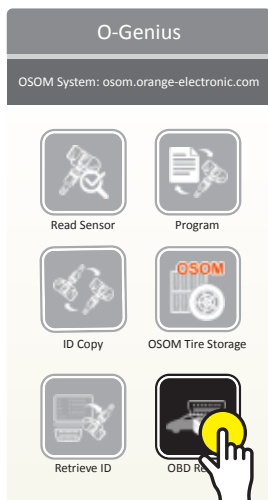 O-Genius
OSOM System: osom.orange-electronic.com
Read Sensor
Program
OSOM
ID Copy
OSOM Tire Storage
Retrieve ID
OBD